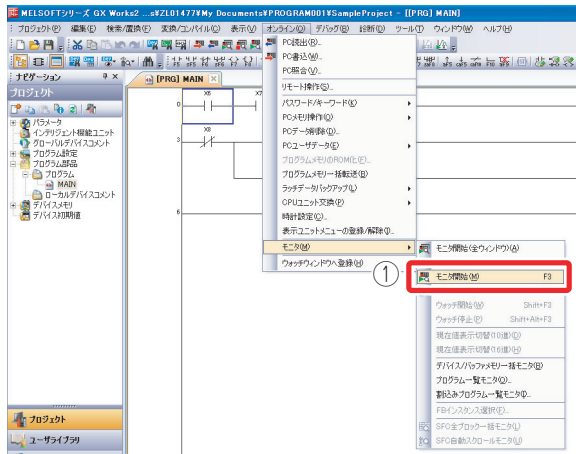 MELSOFTシリーズ GX Works2 ...s¥ZL01477¥My Documents¥PROGRAM001¥SampleProject - [[PRG] MAIN]
プロジェクト(P) 編集(E) 検索/置換(F) 変換/コンパイル(C) 表示(V) オンライン(O) デバッグ(B) 診断(D) ツール(T) ウィンドウ(W) ヘルプ(H)
ナビゲーション
プロジェクト
パラメータ
インテリジェント機能ユニット
グローバルデバイスコメント
プログラム設定
プログラム部品
プログラム
MAIN
ローカルデバイスコメント
デバイスメモリ
デバイス初期値
プロジェクト
ユーザライブラリ
[PRG] MAIN
X6
X7
0
X8
3
6
PC読出(R)...
PC書込(W)...
PC照合(V)...
リモート操作(S)...
パスワード/キーワード(K)
PCメモリ操作(O)
PCデータ削除(D)...
PCユーザデータ(E)
プログラムメモリのROM化(E)...
プログラムメモリ一括転送(B)
ラッチデータバックアップ(L)
CPUユニット交換(P)
時計設定(C)...
表示ユニットメニューの登録/解除(I)...
モニタ(M)
ウォッチウィンドウへ登録(H)
①
モニタ開始(全ウィンドウ)(A)
モニタ開始(M) F3
ウォッチ開始(W) Shift+F3
ウォッチ停止(P) Shift+Alt+F3
現在値表示切替(10進)(D)
現在値表示切替(16進)(H)
デバイス/バッファメモリ一括モニタ(B)
プログラム一覧モニタ(O)...
割込みプログラム一覧モニタ(I)...
FBインスタンス選択(F)...
SFC全ブロック一括モニタ(L)
SFC自動スクロールモニタ(U)